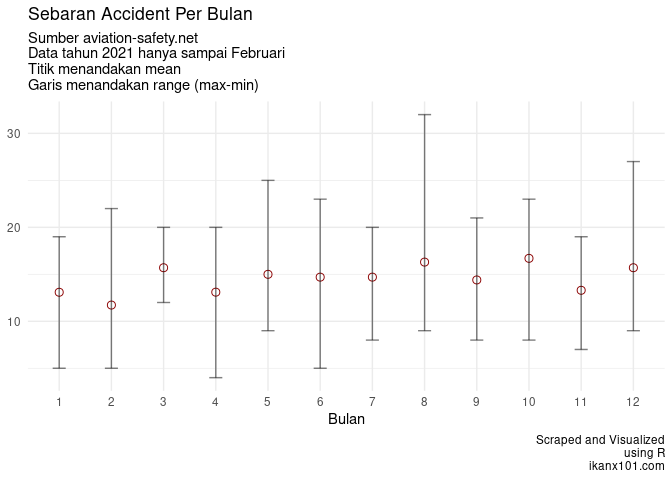 Sebaran Accident Per Bulan
Sumber aviation-safety.net
Data tahun 2021 hanya sampai Februari
Titik menandakan mean
Garis menandakan range (max-min)
30
20
10
1 2 3 4 5 6 7 8 9 10 11 12
Bulan
Scraped and Visualized
using R
ikanx101.com